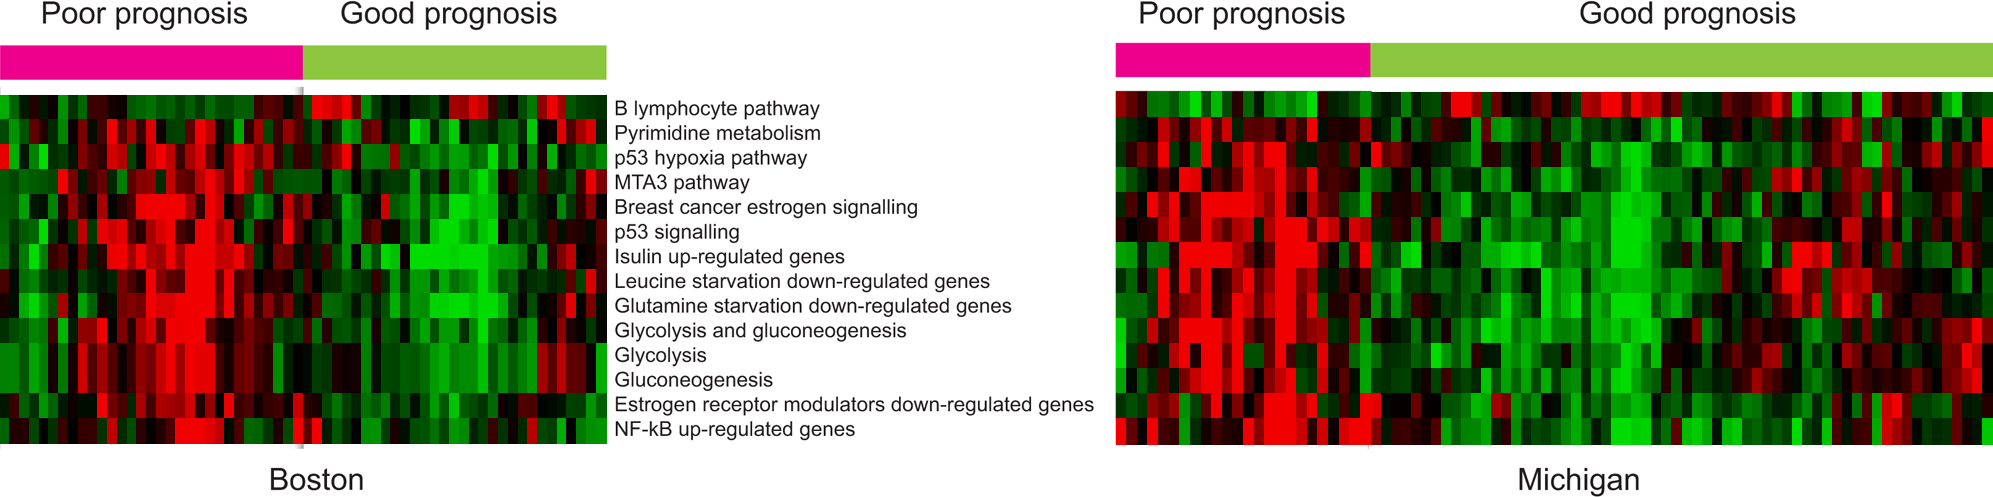 Poor prognosis Good prognosis Poor prognosis Good prognosis
B lymphocyte pathway
Pyrimidine metabolism
p53 hypoxia pathway
MTA3 pathway
Breast cancer estrogen signalling
p53 signalling
Isulin up-regulated genes
Leucine starvation down-regulated genes
Glutamine starvation down-regulated genes
Glycolysis and gluconeogenesis
Glycolysis
Gluconeogenesis
Estrogen receptor modulators down-regulated genes
NF-kB up-regulated genes
Boston Michigan